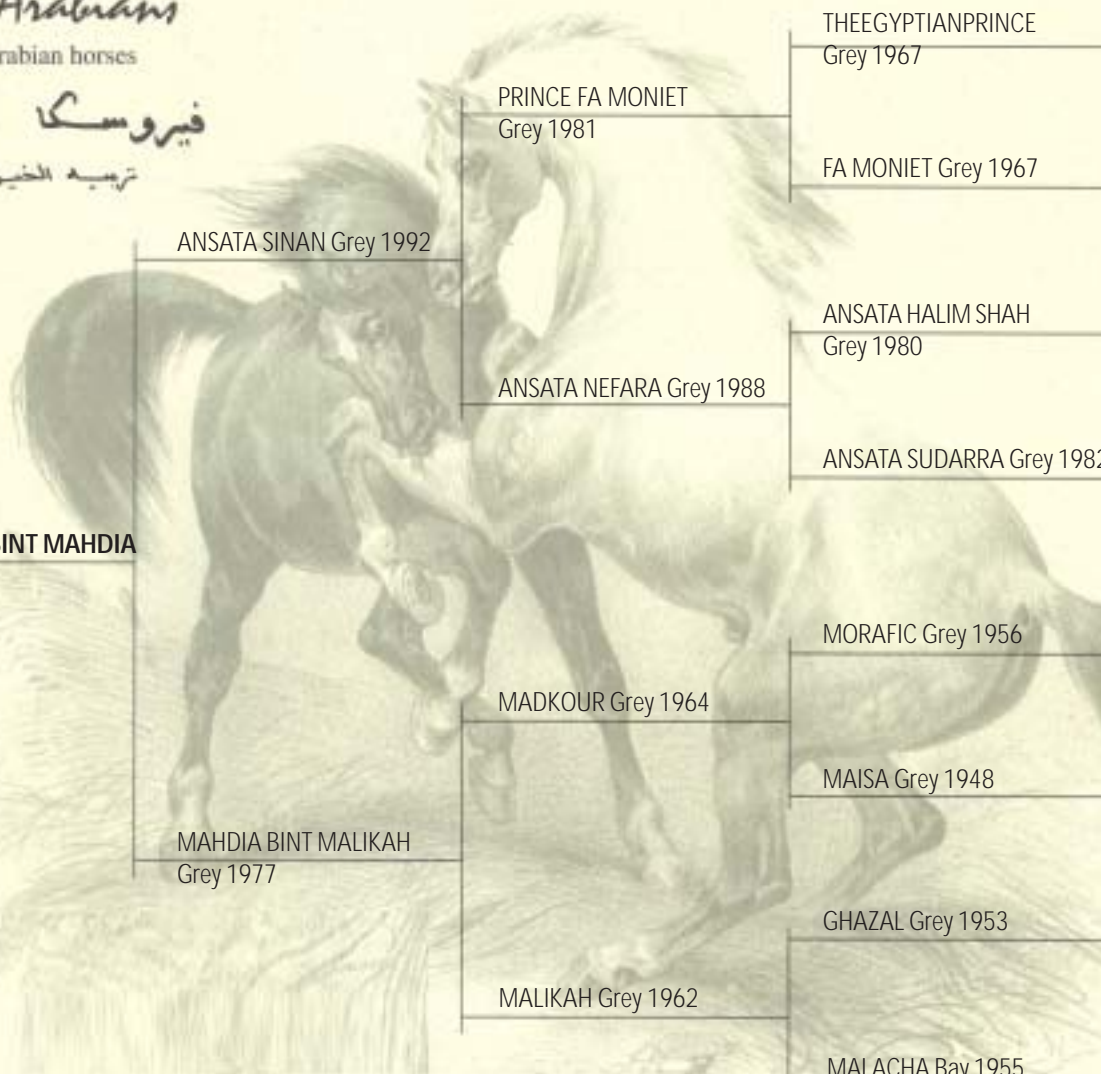 Arabians
rabian horses
فيروسكا
تربية
THEEGYPTIANPRINCE
Grey 1967
PRINCE FA MONIET
Grey 1981
FA MONIET Grey 1967
ANSATA SINAN Grey 1992
ANSATA HALIM SHAH
Grey 1980
ANSATA NEFARA Grey 1988
ANSATA SUDARRA Grey 1982
BINT MAHDIA
MORAFIC Grey 1956
MADKOUR Grey 1964
MAISA Grey 1948
MAHDIA BINT MALIKAH
Grey 1977
GHAZAL Grey 1953
MALIKAH Grey 1962
MALACHA Bay 1955